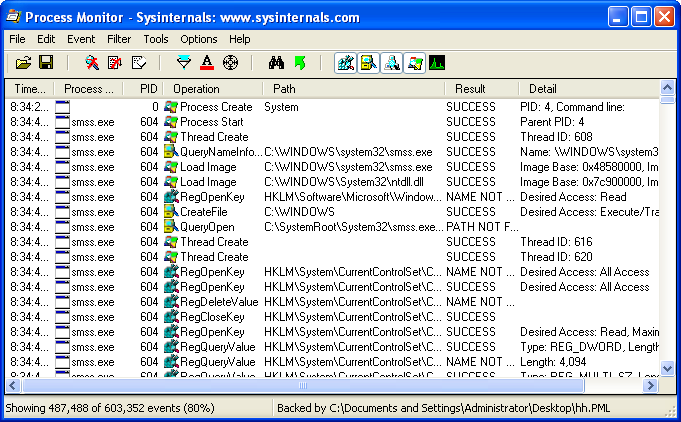 Process Monitor - Sysinternals: www.sysinternals.com
File Edit Event Filter Tools Options Help
Time... Process ... PID Operation Path Result Detail
8:34:2... 0 Process Create System SUCCESS PID: 4, Command line:
8:34:4... smss.exe 604 Process Start SUCCESS Parent PID: 4
8:34:4... smss.exe 604 Thread Create SUCCESS Thread ID: 608
8:34:4... smss.exe 604 QueryNameInfo... C:\WINDOWS\system32\smss.exe SUCCESS Name: \WINDOWS\system3
8:34:4... smss.exe 604 Load Image C:\WINDOWS\System32\smss.exe SUCCESS Image Base: 0x48580000, Im
8:34:4... smss.exe 604 Load Image C:\WINDOWS\System32\ntdll.dll SUCCESS Image Base: 0x7c900000, Im
8:34:4... smss.exe 604 RegOpenKey HKLM\Software\Microsoft\Window... NAME NOT ... Desired Access: Read
8:34:4... smss.exe 604 CreateFile C:\WINDOWS SUCCESS Desired Access: Execute/Tra
8:34:4... smss.exe 604 QueryOpen C:\SystemRoot\System32\smss.exe... PATH NOT F...
8:34:4... smss.exe 604 Thread Create SUCCESS Thread ID: 616
8:34:4... smss.exe 604 Thread Create SUCCESS Thread ID: 620
8:34:4... smss.exe 604 RegOpenKey HKLM\System\CurrentControlSet\C... NAME NOT ... Desired Access: All Access
8:34:4... smss.exe 604 RegOpenKey HKLM\System\CurrentControlSet\C... SUCCESS Desired Access: All Access
8:34:4... smss.exe 604 RegDeleteValue HKLM\System\CurrentControlSet\C... NAME NOT ...
8:34:4... smss.exe 604 RegCloseKey HKLM\System\CurrentControlSet\C... SUCCESS
8:34:4... smss.exe 604 RegOpenKey HKLM\System\CurrentControlSet\C... SUCCESS Desired Access: Read, Maxin
8:34:4... smss.exe 604 RegQueryValue HKLM\System\CurrentControlSet\C... SUCCESS Type: REG_DWORD, Length
8:34:4... smss.exe 604 RegQueryValue HKLM\System\CurrentControlSet\C... NAME NOT ... Length: 4,094
8:34:4... smss.exe 604 RegQueryValue HKLM\System\CurrentControlSet\C... SUCCESS Type: REG_MULTI_SZ, Length
Showing 487,488 of 603,352 events (80%) Backed by C:\Documents and Settings\Administrator\Desktop\hh.PML